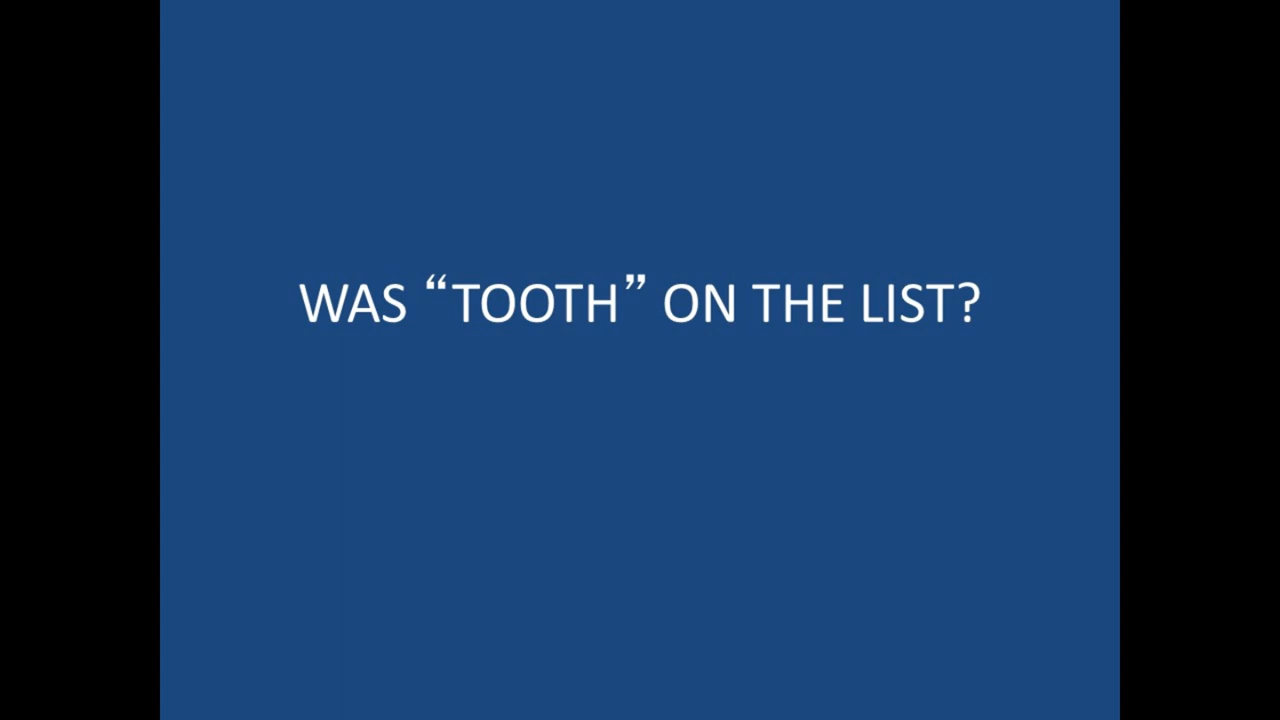 WAS “TOOTH” ON THE LIST?